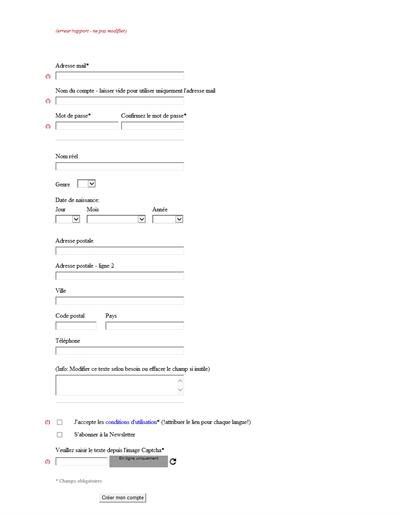 (erreur/rapport - ne pas modifier)
Adresse mail*
(!)
Nom du compte - laisser vide pour utiliser uniquement l'adresse mail
(!)
Mot de passe* Confirmez le mot de passe*
(!)
Nom réel
Genre
Date de naissance:
Jour Mois Année
Adresse postale
Adresse postale - ligne 2
Ville
Code postal Pays
Téléphone
(Info: Modifier ce texte selon besoin ou effacer le champ si inutile)
(!) J'accepte les conditions d'utilisation* (!attribuer le lien pour chaque langue!)
S'abonner à la Newsletter
Veuillez saisir le texte depuis l'image Captcha*
(!) En ligne uniquement
* Champs obligatoires
Créer mon compte